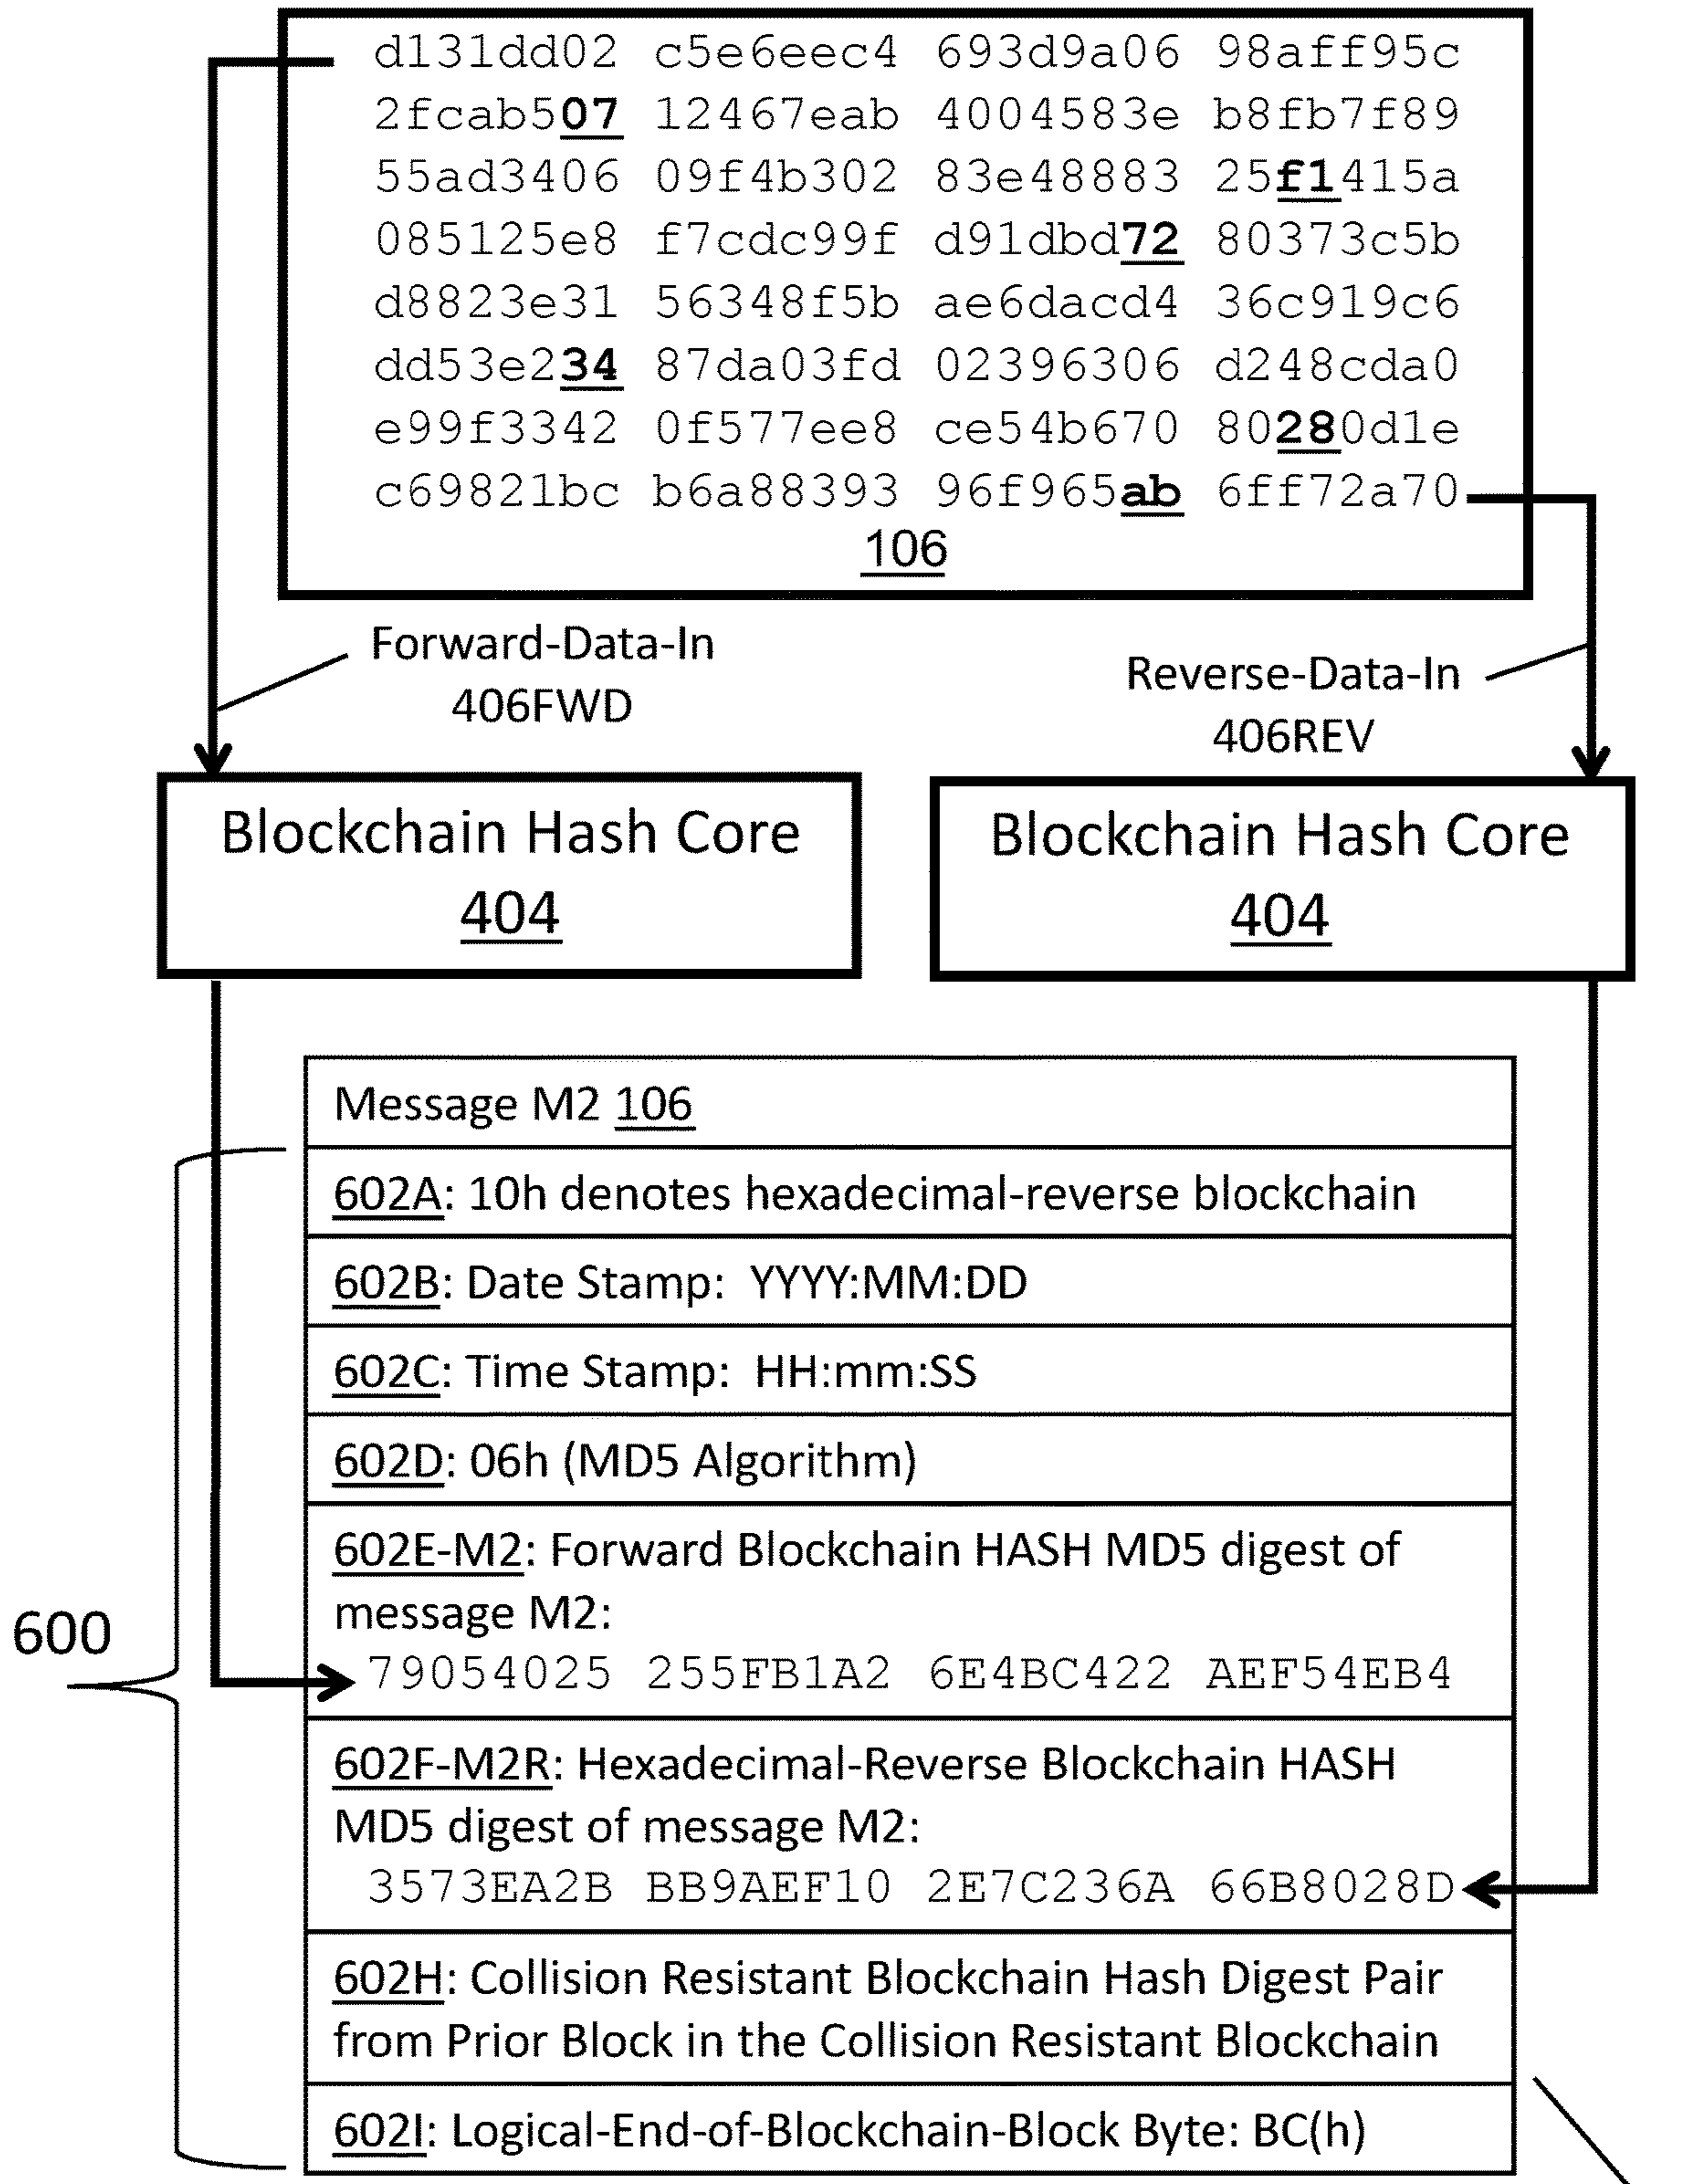 d131dd02 c5e6eec4 693d9a06 98aff95c
2fcab507 12467eab 4004583e b8fb7f89
55ad3406 09f4b302 83e48883 25f1415a
085125e8 f7cdc99f d91dbd72 80373c5b
d8823e31 56348f5b ae6dacd4 36c919c6
dd53e234 87da03fd 02396306 d248cda0
e99f3342 0f577ee8 ce54b670 80280d1e
c69821bc b6a88393 96f965ab 6ff72a70
106
Forward-Data-In
406FWD
Reverse-Data-In
406REV
Blockchain Hash Core
404
Blockchain Hash Core
404
Message M2 106
602A: 10h denotes hexadecimal-reverse blockchain
602B: Date Stamp: YYYY:MM:DD
602C: Time Stamp: HH:mm:SS
602D: 06h (MD5 Algorithm)
602E-M2: Forward Blockchain HASH MD5 digest of
message M2:
79054025 255FB1A2 6E4BC422 AEF54EB4
602F-M2R: Hexadecimal-Reverse Blockchain HASH
MD5 digest of message M2:
3573EA2B BB9AEF10 2E7C236A 66B8028D
602H: Collision Resistant Blockchain Hash Digest Pair
from Prior Block in the Collision Resistant Blockchain
602I: Logical-End-of-Blockchain-Block Byte: BC(h)
600